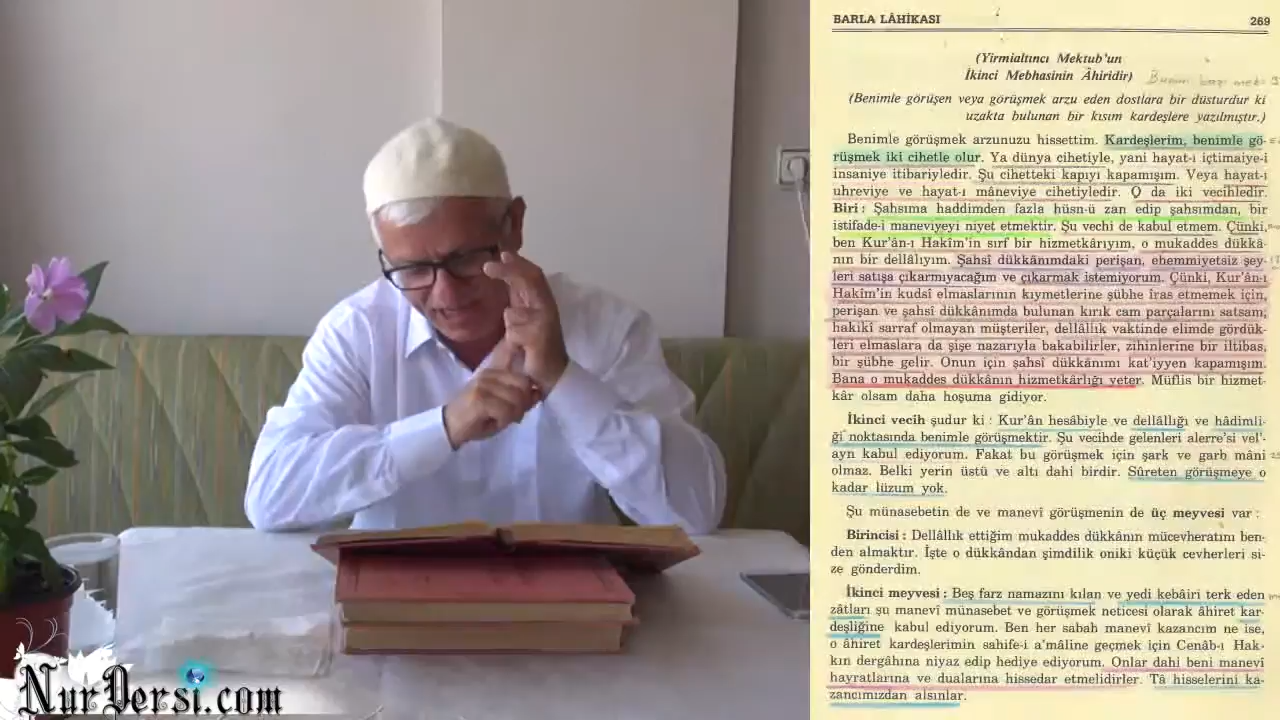 BARLA LÂHİKASI 269
(Yirmialtıncı Mektub'un
İkinci Mebhasinin Âhiridir)
(Benimle görüşen veya görüşmek arzu eden dostlara bir düsturdur ki
uzakta bulunan bir kısım kardeşlere yazılmıştır.)
Benimle görüşmek arzunuzu hissettim. Kardeşlerim, benimle gö-
rüşmek iki cihetle olur. Ya dünya cihetiyle, yani hayat-ı içtimaiye-i
insaniye itibariyledir. Şu cihetteki kapıyı kapamışım. Veya hayat-ı
uhreviye ve hayat-ı mâneviye cihetiyledir. O da iki vecihledir.
Biri : Şahsıma haddimden fazla hüsn-ü zan edip şahsımdan, bir
istifade-i maneviyeyi niyet etmektir. Şu vechi de kabul etmem. Çünki,
ben Kur'ân-ı Hakîm'in sırf bir hizmetkârıyım, o mukaddes dükkâ-
nın bir dellâlıyım. Şahsî dükkânımdaki perişan, ehemmiyetsiz şey-
leri satışa çıkarmıyacağım ve çıkarmak istemiyorum. Çünki, Kur'ân-ı
Hakîm'in kudsî elmaslarının kıymetlerine şübhe iras etmemek için,
perişan ve şahsî dükkânımda bulunan kırık cam parçalarını satsam,
hakikî sarraf olmayan müşteriler, dellâllık vaktinde elimde gördük-
leri elmaslara da şişe nazarıyla bakabilirler, zihinlerine bir iltibas,
bir şübhe gelir. Onun için şahsî dükkânımı kat'iyyen kapamışım.
Bana o mukaddes dükkânın hizmetkârlığı yeter. Müflis bir hizmet-
kâr olsam daha hoşuma gidiyor.
İkinci vecih şudur ki : Kur'ân hesâbiyle ve dellâllığı ve hâdimli-
ği noktasında benimle görüşmektir. Şu vecihde gelenleri alerre'si vel'-
ayn kabul ediyorum. Fakat bu görüşmek için şark ve garb mâni
olmaz. Belki yerin üstü ve altı dahi birdir. Sûreten görüşmeye o
kadar lüzum yok.
Şu münasebetin de ve manevî görüşmenin de üç meyvesi var :
Birincisi : Dellâllık ettiğim mukaddes dükkânın mücevheratını ben-
den almaktır. İşte o dükkândan şimdilik oniki küçük cevherleri si-
ze gönderdim.
İkinci meyvesi : Beş farz namazını kılan ve yedi kebâiri terk eden
zâtları şu manevî münasebet ve görüşmek neticesi olarak âhiret kar-
deşliğine kabul ediyorum. Ben her sabah manevî kazancım ne ise,
o âhiret kardeşlerimin sahife-i a'mâline geçmek için Cenâb-ı Hak-
kın dergâhına niyaz edip hediye ediyorum. Onlar dahi beni manevî
hayratlarına ve dualarına hissedar etmelidirler. Tâ hisselerini ka-
zancımızdan alsınlar.
NurDersi.com